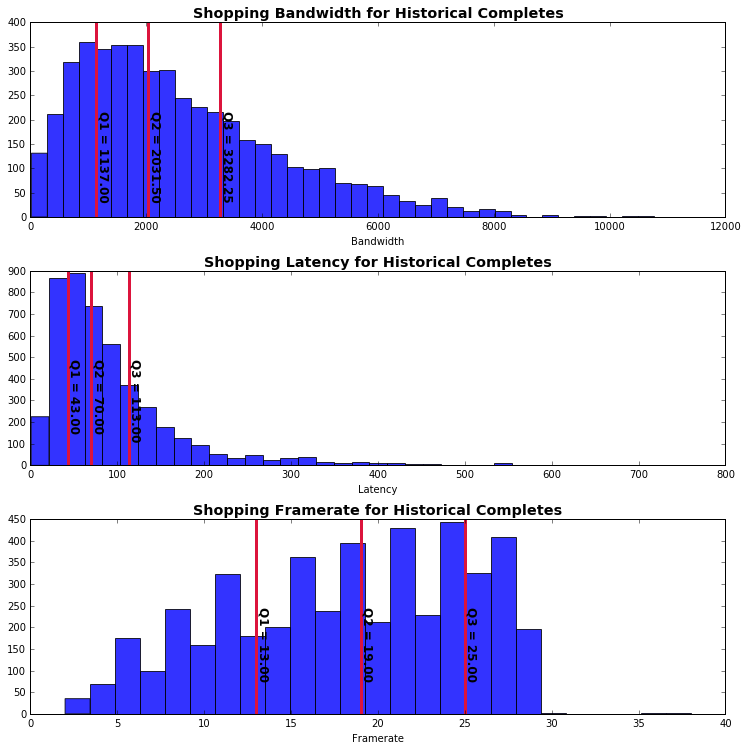 Shopping Bandwidth for Historical Completes
400
350
300
250
200
150
100
50
0
Q1 = 1137.00
Q2 = 2031.50
Q3 = 3282.25
0 2000 4000 6000 8000 10000 12000
Bandwidth
Shopping Latency for Historical Completes
900
800
700
600
500
400
300
200
100
0
Q1 = 43.00
Q2 = 70.00
Q3 = 113.00
0 100 200 300 400 500 600 700 800
Latency
Shopping Framerate for Historical Completes
450
400
350
300
250
200
150
100
50
0
Q1 = 13.00
Q2 = 19.00
Q3 = 25.00
0 5 10 15 20 25 30 35 40
Framerate